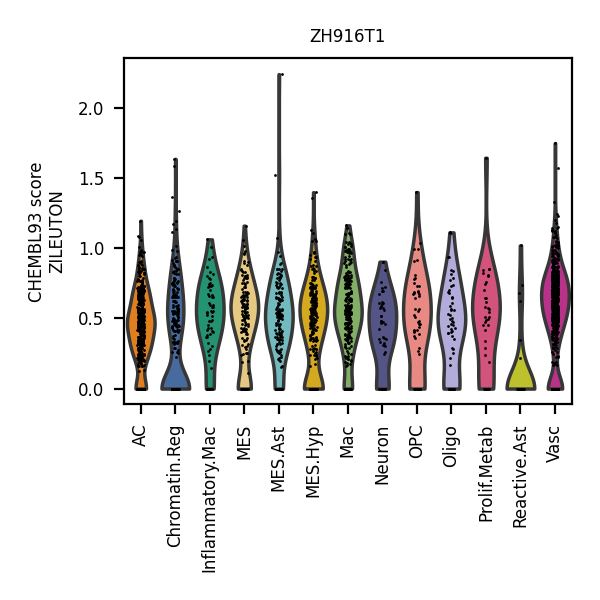 ZH916T1
CHEMBL93 score
ZILEUTON
2.0
1.5
1.0
0.5
0.0
AC
Chromatin.Reg
Inflammatory.Mac
MES
MES.Ast
MES.Hyp
Mac
Neuron
OPC
Oligo
Prolif.Metab
Reactive.Ast
Vasc